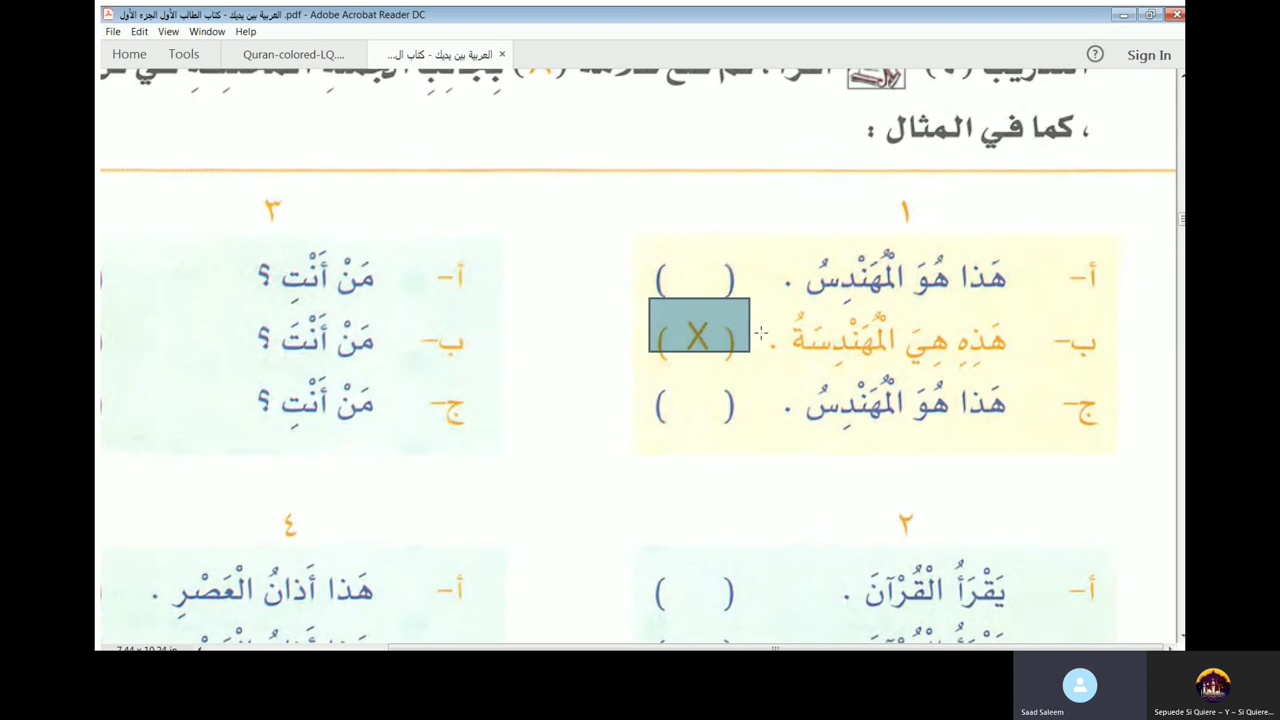 العربية بين يديك - كتاب الطالب الأول الجزء الأول .pdf - Adobe Acrobat Reader DC
File Edit View Window Help
Home Tools Quran-colored-LQ.... العربية بين يديك - كتاب ال... × ? Sign In
، كما في المثال :
١
أ- هَذا هُوَ الْمُهَنْدِسُ . ( )
ب- هَذِهِ هِيَ الْمُهَنْدِسَةُ . ( X )
ج- هَذا هُوَ الْمُهَنْدِسُ . ( )
٣
أ- مَنْ أَنْتِ ؟
ب- مَنْ أَنْتَ ؟
ج- مَنْ أَنْتِ ؟
٢
أ- يَقْرَأُ الْقُرْآنَ . ( )
٤
أ- هَذا أَذانُ الْعَصْرِ .
Saad Saleem
Sepuede Si Quiere ~ Y ~ Si Quiere...